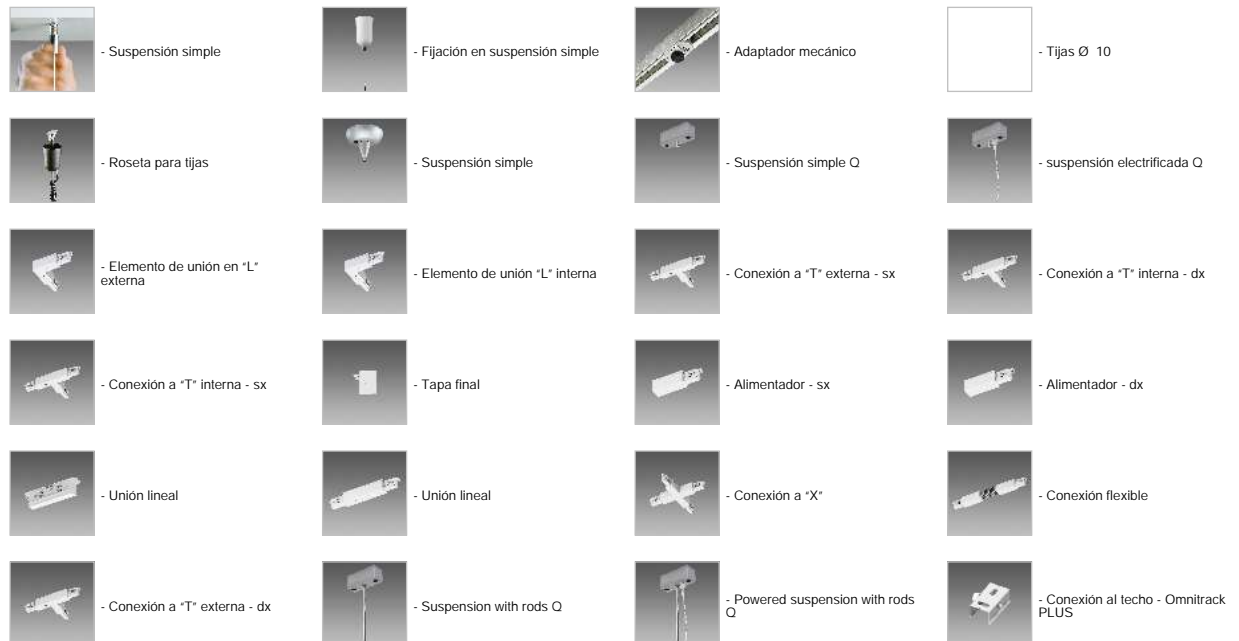 - Suspensión simple
- Fijación en suspensión simple
- Adaptador mecánico
- Tijas Ø 10
- Roseta para tijas
- Suspensión simple
- Suspensión simple Q
- suspensión electrificada Q
- Elemento de unión en "L"
externa
- Elemento de unión "L" interna
- Conexión a "T" externa - sx
- Conexión a "T" interna - dx
- Conexión a "T" interna - sx
- Tapa final
- Alimentador - sx
- Alimentador - dx
- Unión lineal
- Unión lineal
- Conexión a "X"
- Conexión flexible
- Conexión a "T" externa - dx
- Suspension with rods Q
- Powered suspension with rods
Q
- Conexión al techo - Omnitrack
PLUS